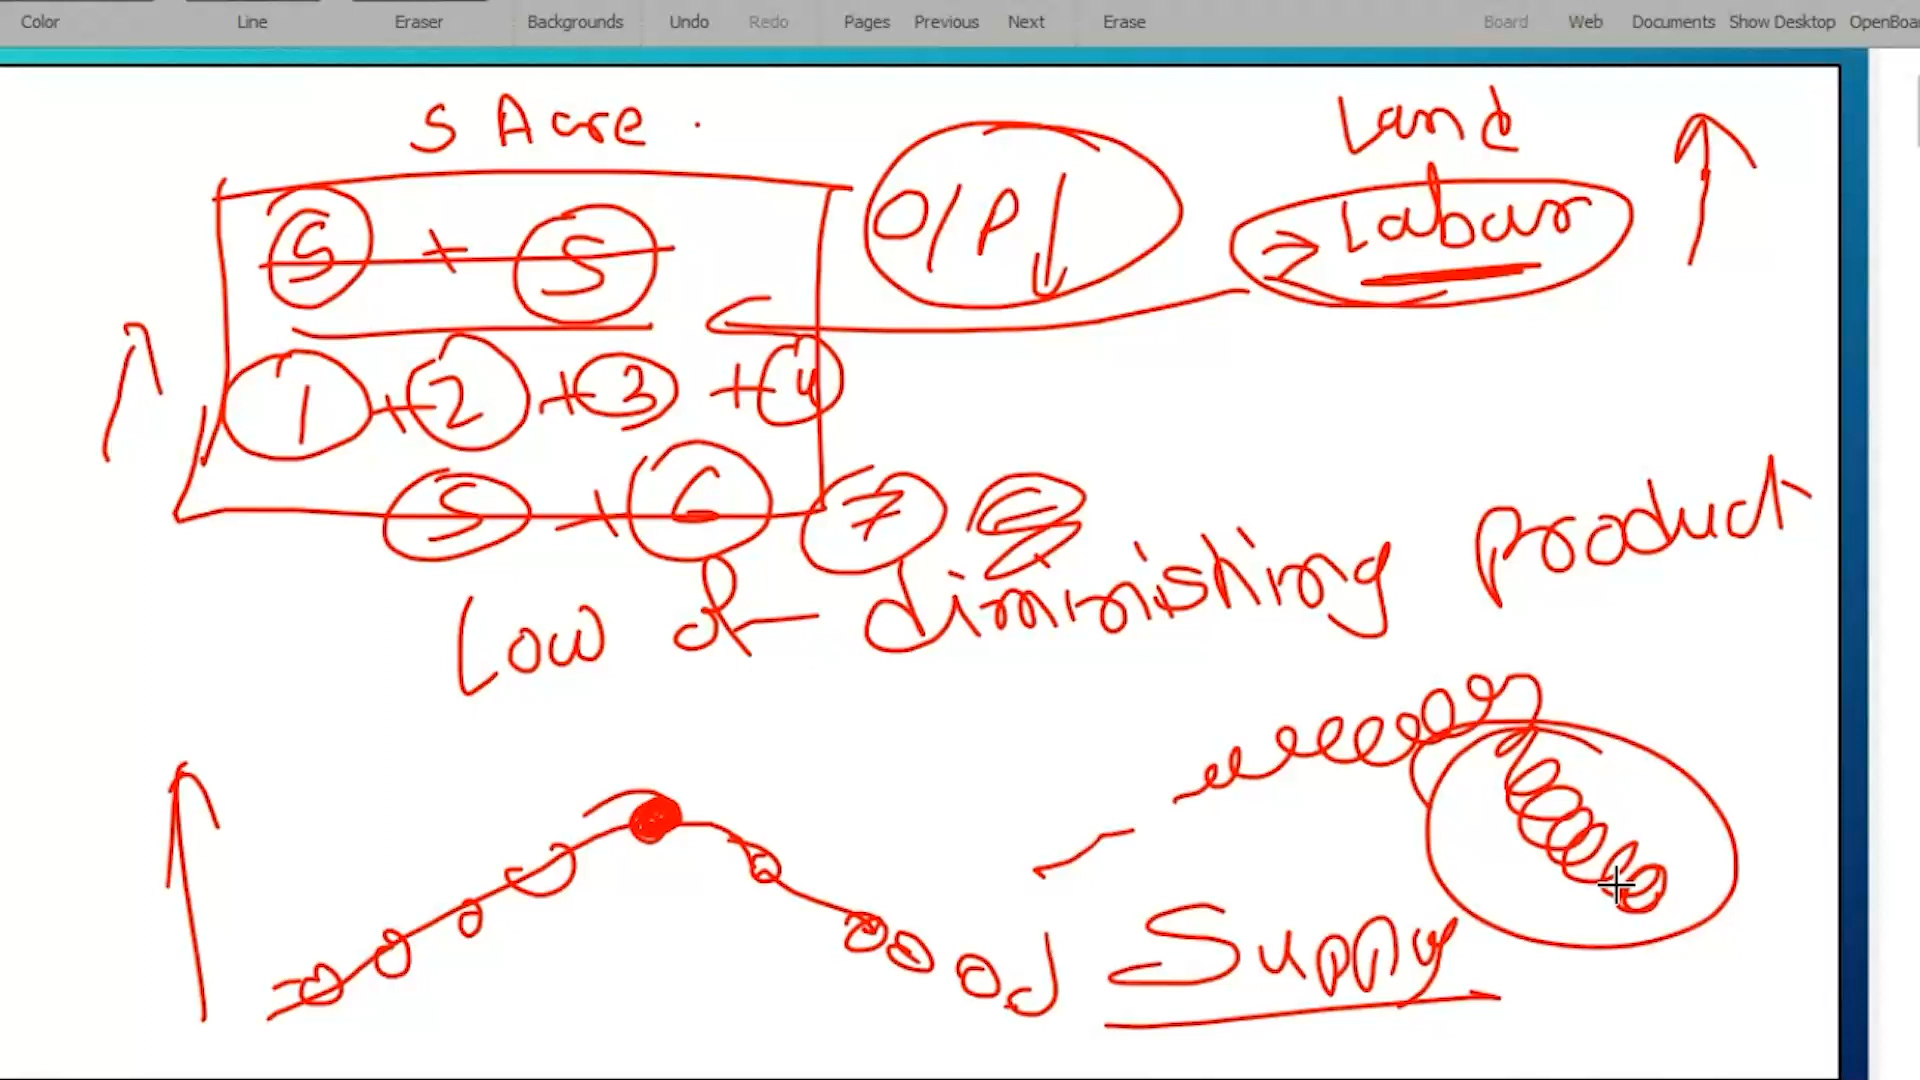 Color Line Eraser Backgrounds Undo Redo Pages Previous Next Erase Board Web Documents Show Desktop OpenBoa
5 Acre.
Land
O/P ↓
→ Labour
5 + 5
1 + 2 + 3 + 4
5 + 6 7
Low of diminishing product
Supply